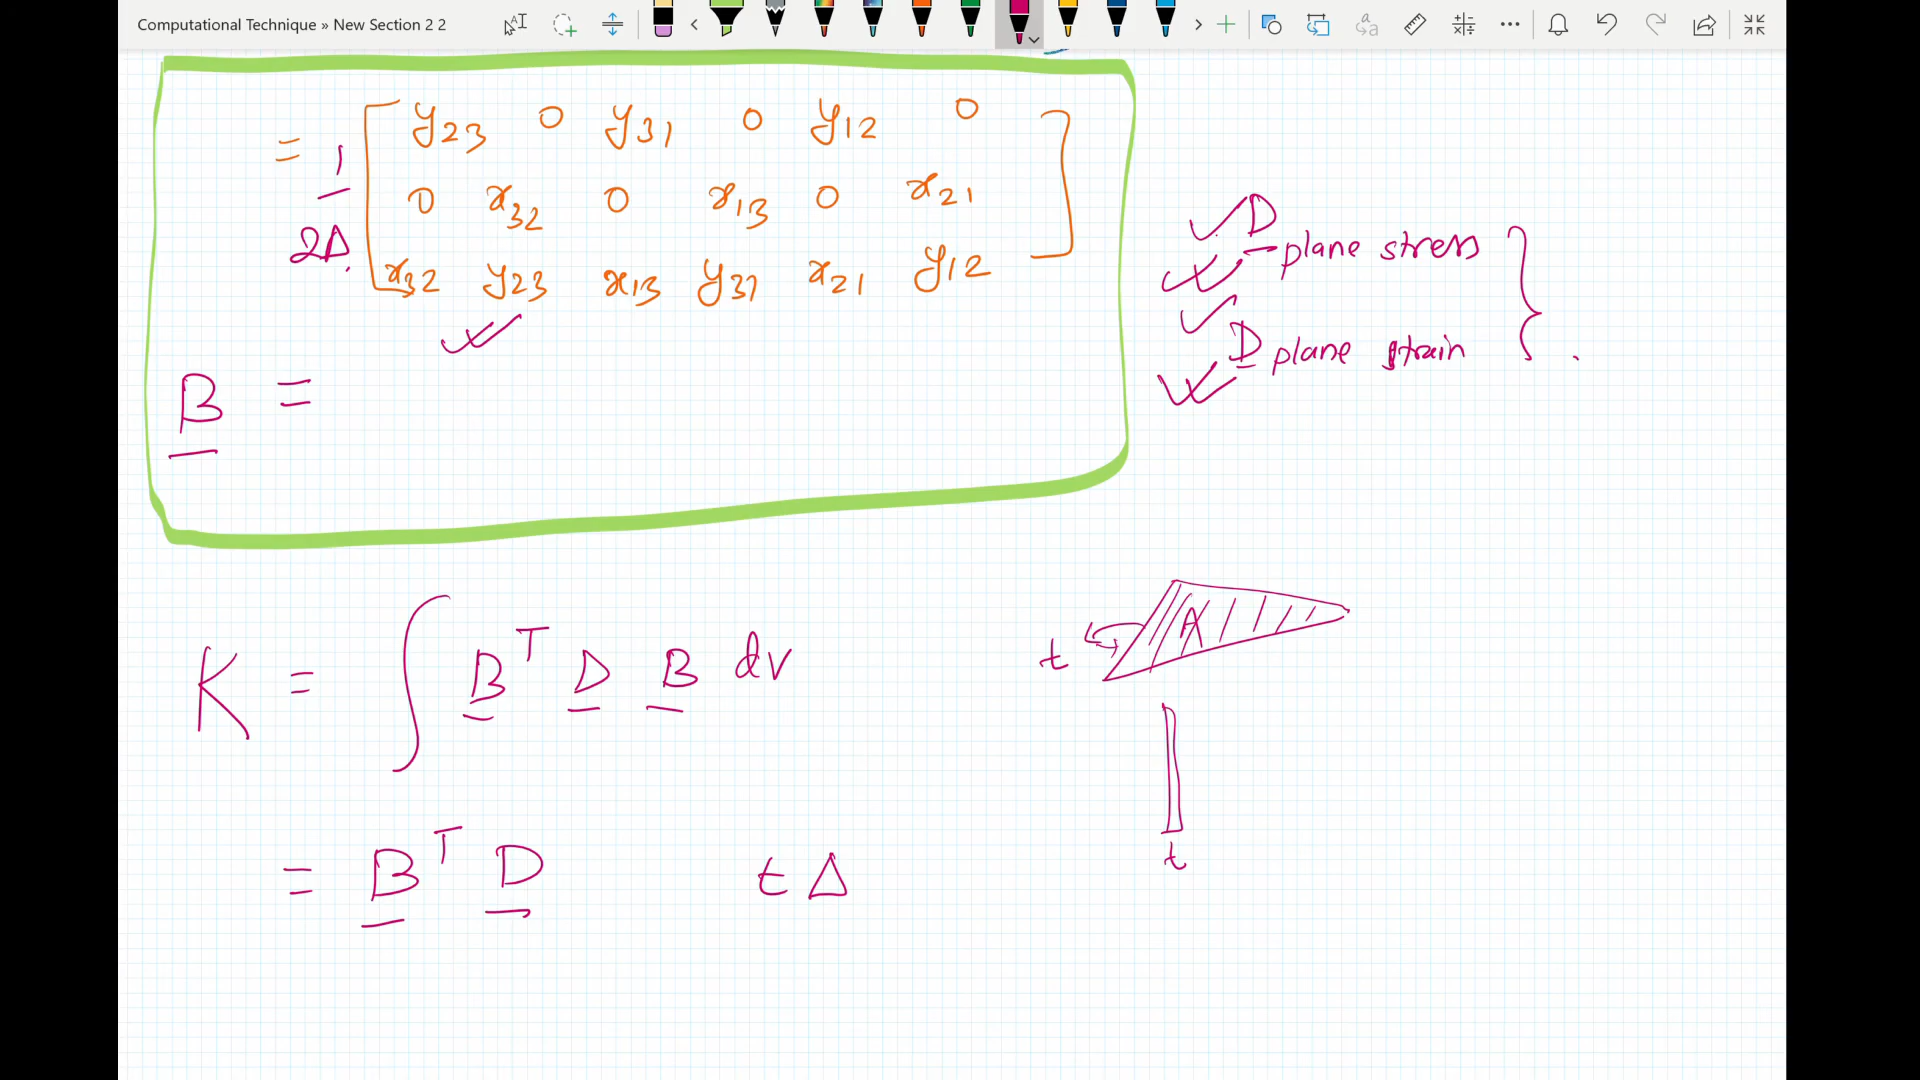 Computational Technique » New Section 2 2
= 1/2Δ [ y23 0 y31 0 y12 0
0 x32 0 x13 0 x21
x32 y23 x13 y31 x21 y12 ]
B =
D plane stress
D plane strain
K = ∫ B^T D B dv
= B^T D t Δ
A
t
t